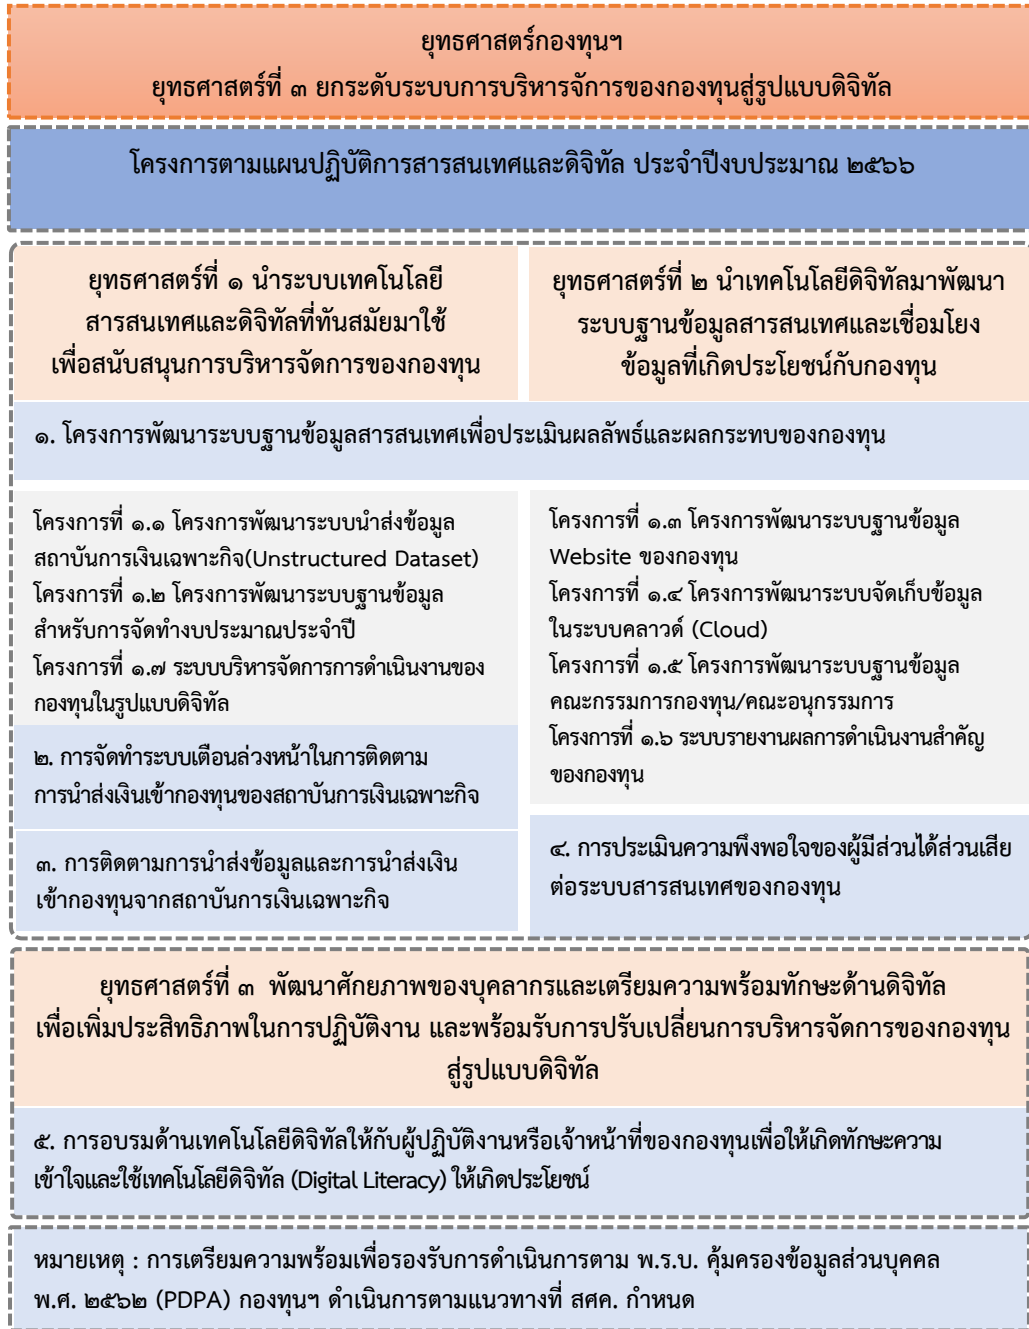 ยุทธศาสตร์กองทุนฯ
ยุทธศาสตร์ที่ ๓ ยกระดับระบบการบริหารจัการของกองทุนสู่รูปแบบดิจิทัล
โครงการตามแผนปฏิบัติการสารสนเทศและดิจิทัล ประจำปีงบประมาณ ๒๕๖๖
ยุทธศาสตร์ที่ ๑ นำระบบเทคโนโลยี
สารสนเทศและดิจิทัลที่ทันสมัยมาใช้
เพื่อสนับสนุนการบริหารจัดการของกองทุน
ยุทธศาสตร์ที่ ๒ นำเทคโนโลยีดิจิทัลมาพัฒนา
ระบบฐานข้อมูลสารสนเทศและเชื่อมโยง
ข้อมูลที่เกิดประโยชน์กับกองทุน
๑. โครงการพัฒนาระบบฐานข้อมูลสารสนเทศเพื่อประเมินผลลัพธ์และผลกระทบของกองทุน
โครงการที่ ๑.๑ โครงการพัฒนาระบบนำส่งข้อมูล
สถาบันการเงินเฉพาะกิจ(Unstructured Dataset)
โครงการที่ ๑.๒ โครงการพัฒนาระบบฐานข้อมูล
สำหรับการจัดทำงบประมาณประจำปี
โครงการที่ ๑.๗ ระบบบริหารจัดการการดำเนินงานของ
กองทุนในรูปแบบดิจิทัล
๒. การจัดทำระบบเตือนล่วงหน้าในการติดตาม
การนำส่งเงินเข้ากองทุนของสถาบันการเงินเฉพาะกิจ
๓. การติดตามการนำส่งข้อมูลและการนำส่งเงิน
เข้ากองทุนจากสถาบันการเงินเฉพาะกิจ
โครงการที่ ๑.๓ โครงการพัฒนาระบบฐานข้อมูล
Website ของกองทุน
โครงการที่ ๑.๔ โครงการพัฒนาระบบจัดเก็บข้อมูล
ในระบบคลาวด์ (Cloud)
โครงการที่ ๑.๕ โครงการพัฒนาระบบฐานข้อมูล
คณะกรรมการกองทุน/คณะอนุกรรมการ
โครงการที่ ๑.๖ ระบบรายงานผลการดำเนินงานสำคัญ
ของกองทุน
๔. การประเมินความพึงพอใจของผู้มีส่วนได้ส่วนเสีย
ต่อระบบสารสนเทศของกองทุน
ยุทธศาสตร์ที่ ๓ พัฒนาศักยภาพของบุคลากรและเตรียมความพร้อมทักษะด้านดิจิทัล
เพื่อเพิ่มประสิทธิภาพในการปฏิบัติงาน และพร้อมรับการปรับเปลี่ยนการบริหารจัดการของกองทุน
สู่รูปแบบดิจิทัล
๕. การอบรมด้านเทคโนโลยีดิจิทัลให้กับผู้ปฏิบัติงานหรือเจ้าหน้าที่ของกองทุนเพื่อให้เกิดทักษะความ
เข้าใจและใช้เทคโนโลยีดิจิทัล (Digital Literacy) ให้เกิดประโยชน์
หมายเหตุ : การเตรียมความพร้อมเพื่อรองรับการดำเนินการตาม พ.ร.บ. คุ้มครองข้อมูลส่วนบุคคล
พ.ศ. ๒๕๖๒ (PDPA) กองทุนฯ ดำเนินการตามแนวทางที่ สศค. กำหนด